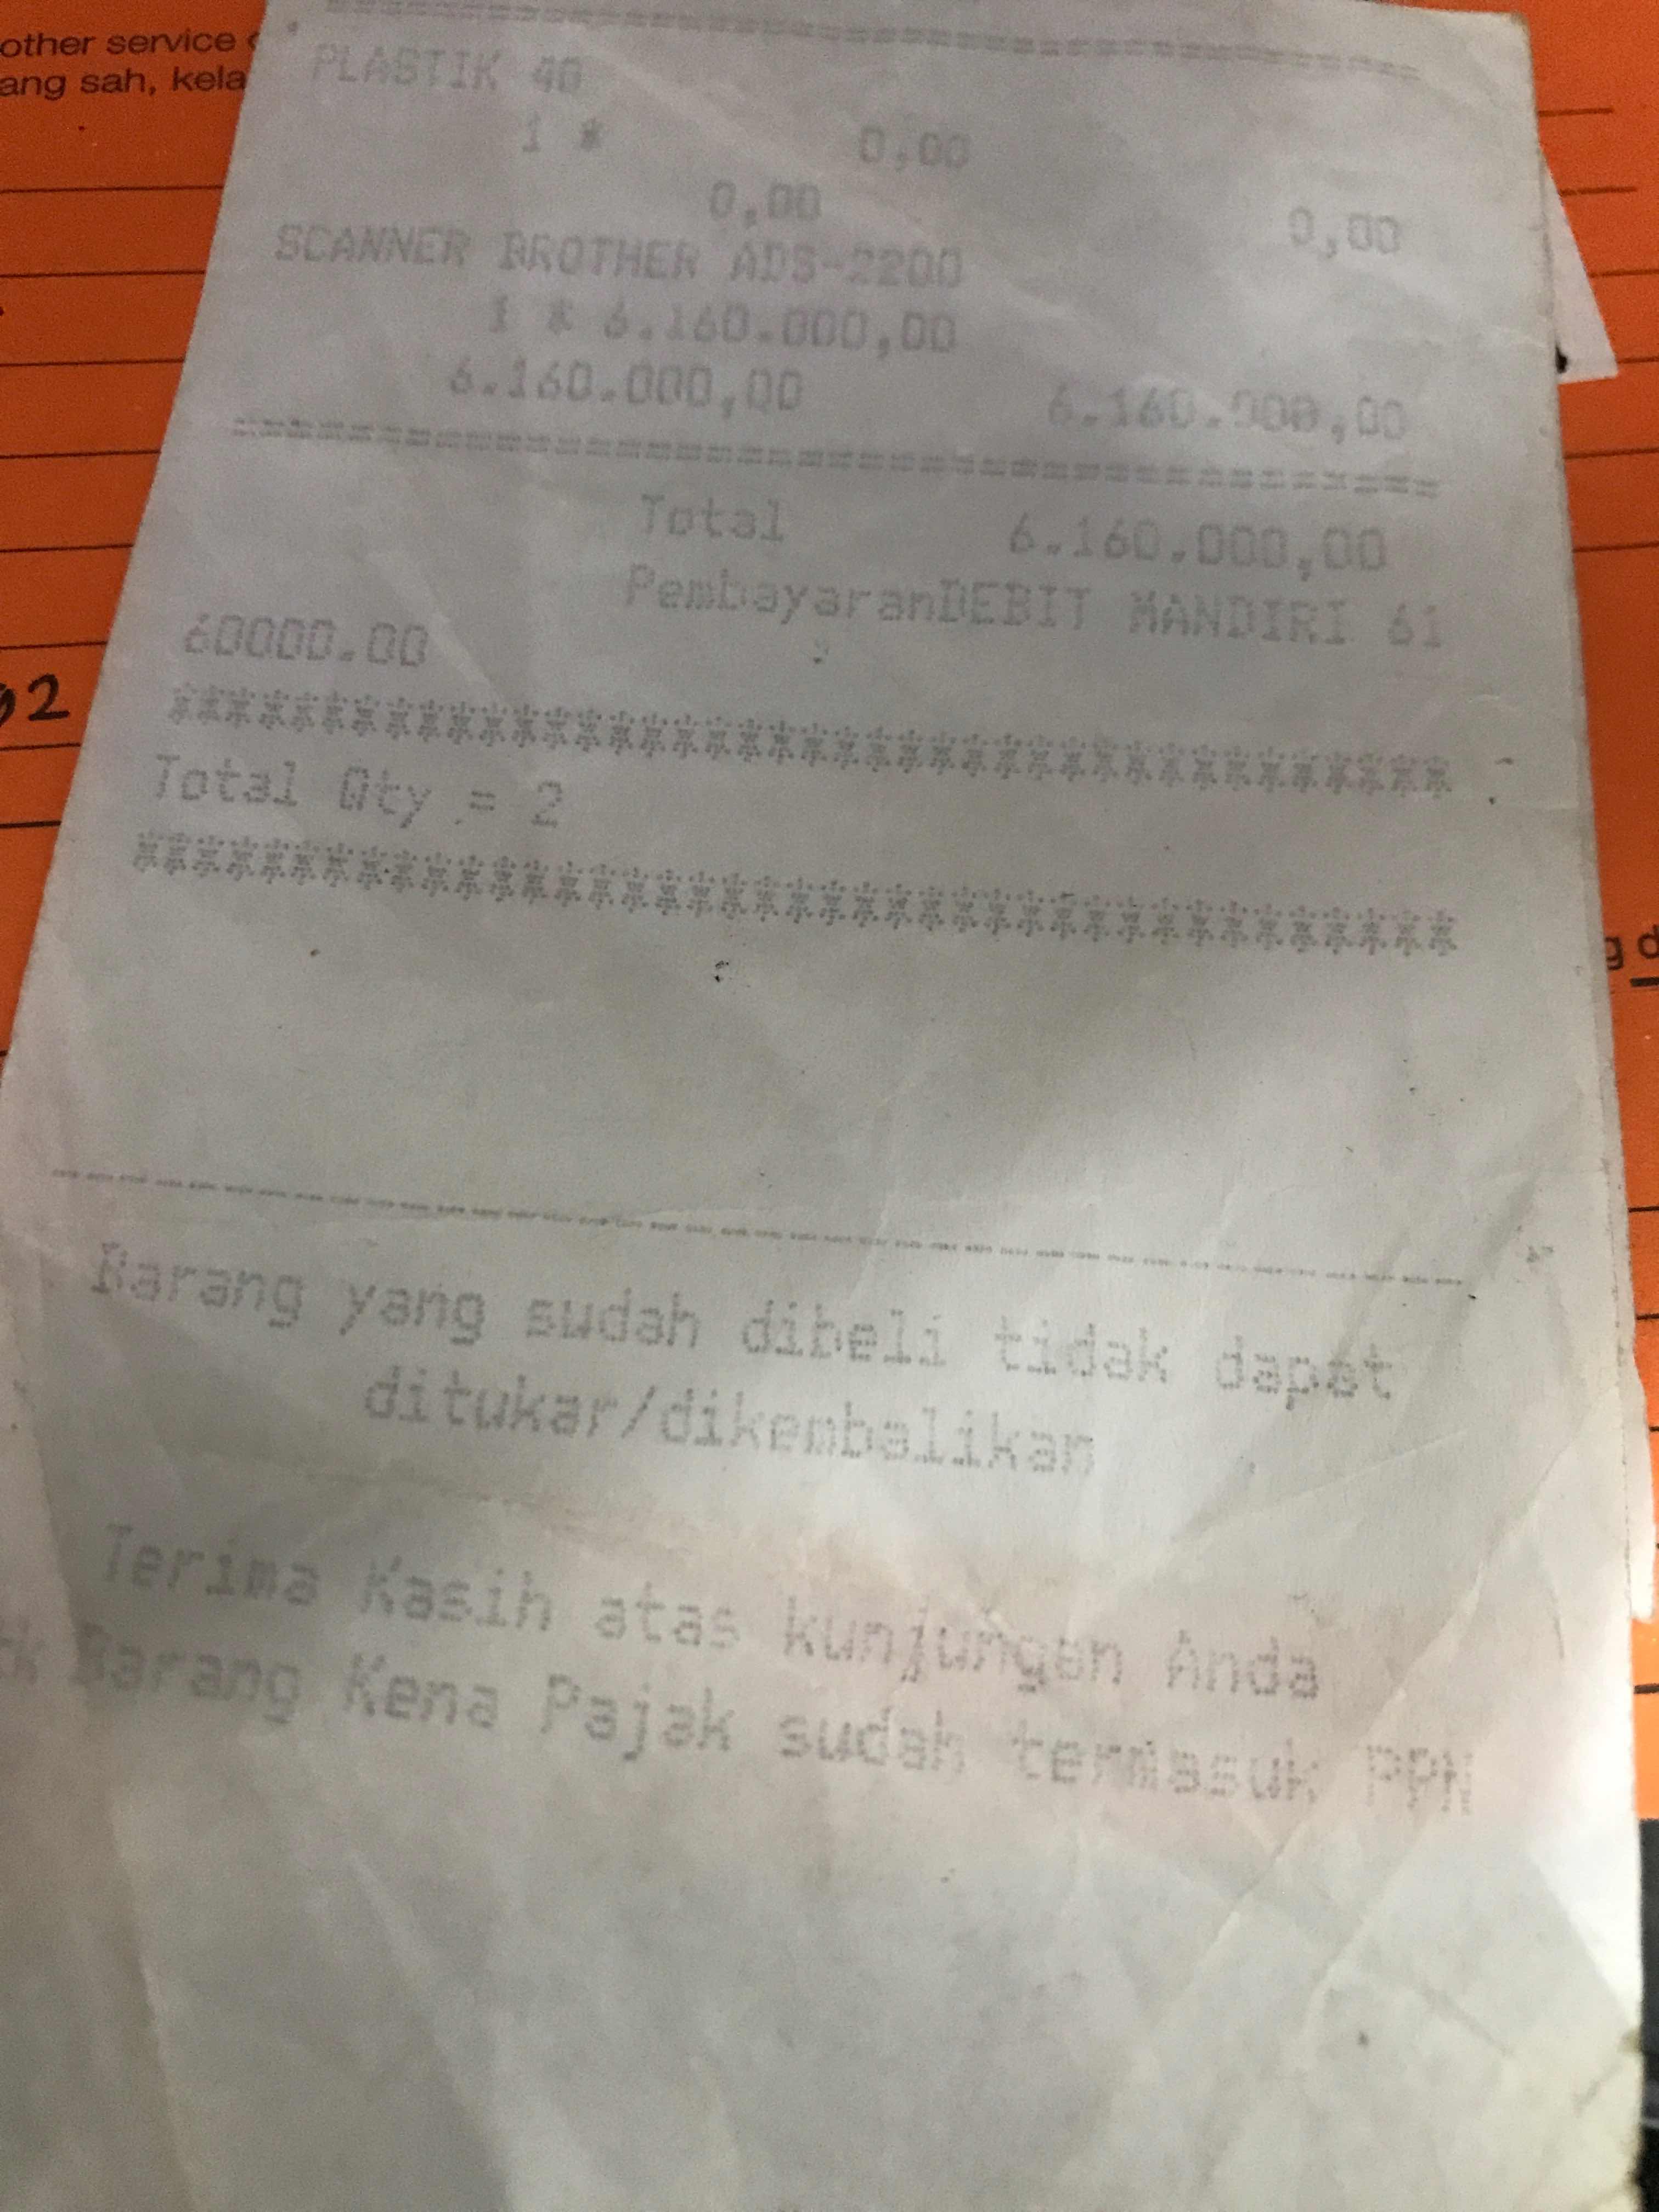 other service
ang sah, kela
================================
PLASTIK 40
1 * 0,00
0,00 0,00
SCANNER BROTHER ADS-2200
1 * 6.160.000,00
6.160.000,00 6.160.000,00
========================================
Total 6.160.000,00
PembayaranDEBIT MANDIRI 61
60000.00
****************************************
Total Qty = 2
****************************************
----------------------------------------
Barang yang sudah dibeli tidak dapat
ditukar/dikembalikan
Terima Kasih atas kunjungan Anda
tk Barang Kena Pajak sudah termasuk PPN
02
g d